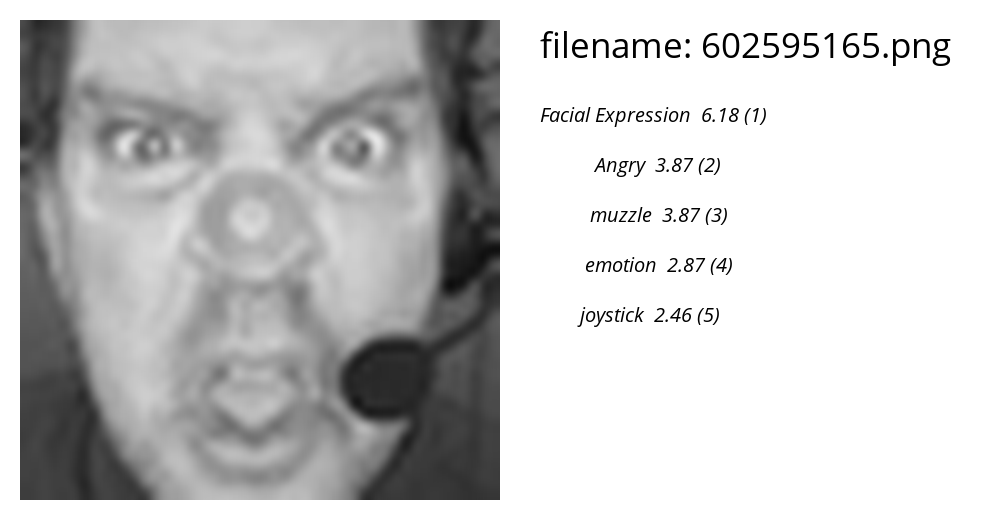 filename: 602595165.png
Facial Expression 6.18 (1)
Angry 3.87 (2)
muzzle 3.87 (3)
emotion 2.87 (4)
joystick 2.46 (5)